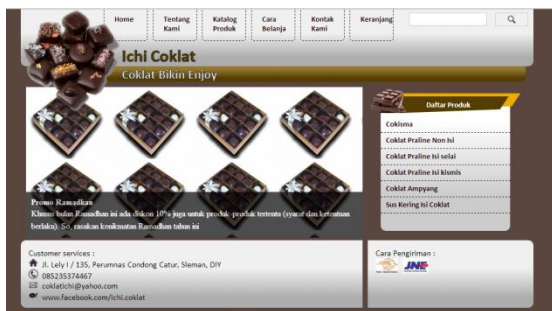 Home
Tentang Kami
Katalog Produk
Cara Belanja
Kontak Kami
Keranjang
Ichi Coklat
Coklat Bikin Enjoy
Daftar Produk
Cokisma
Coklat Praline Non Isi
Coklat Praline Isi selai
Coklat Praline Isi kismis
Coklat Ampyang
Sus Kering Isi Coklat
Promo Ramadhan
Khusus bulan Ramadhan ini ada diskon 10% juga untuk produk-produk tertentu (syarat dan ketentuan
berlaku). So, rasakan kenikmatan Ramadhan tahun ini
Customer services :
Jl. Lely I / 135, Perumnas Condong Catur, Sleman, DIY
085235374467
coklatichi@yahoo.com
www.facebook.com/ichi.coklat
Cara Pengiriman :
JNE